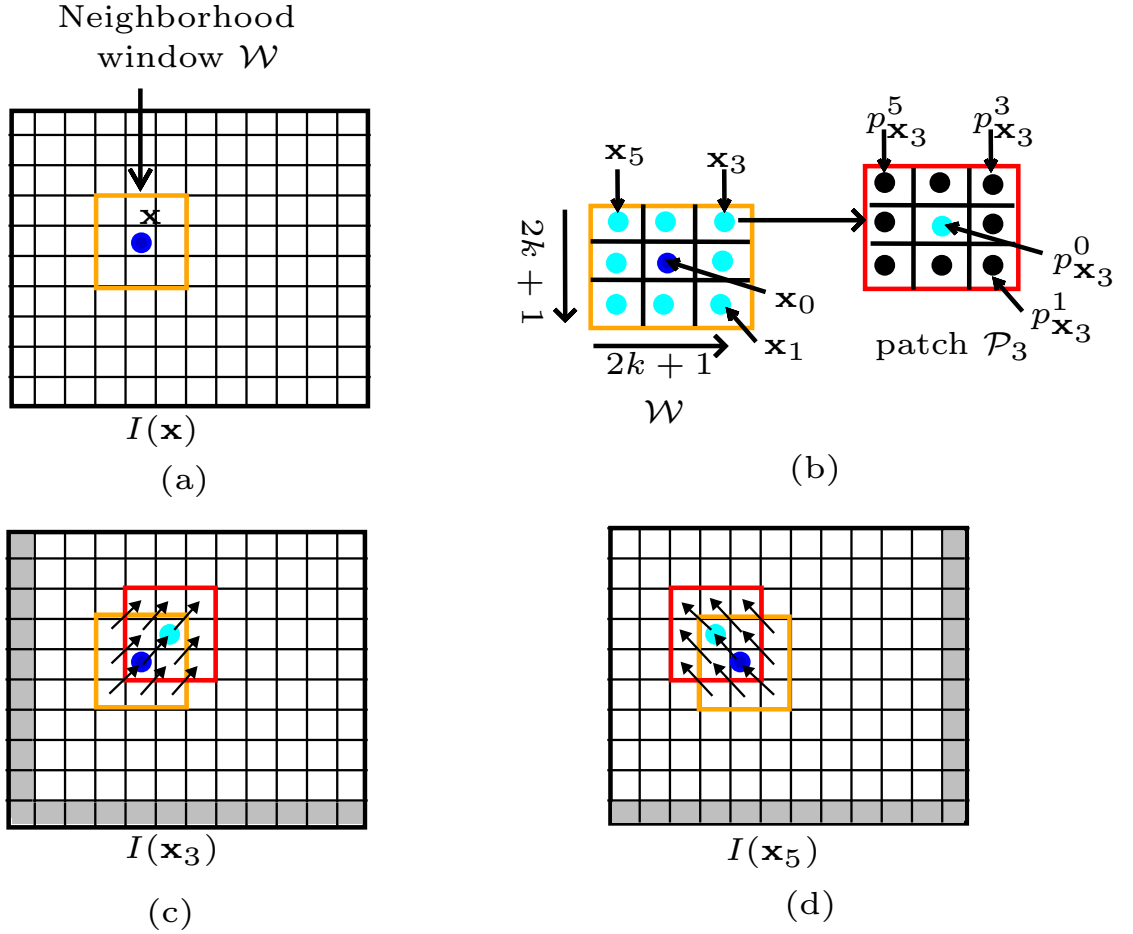 Neighborhood
window 𝒲
𝐱
I(𝐱)
(a)
𝐱₅
𝐱₃
2k + 1
𝐱₀
𝐱₁
2k + 1
𝒲
p⁵𝐱₃
p³𝐱₃
p⁰𝐱₃
p¹𝐱₃
patch 𝒫₃
(b)
I(𝐱₃)
(c)
I(𝐱₅)
(d)